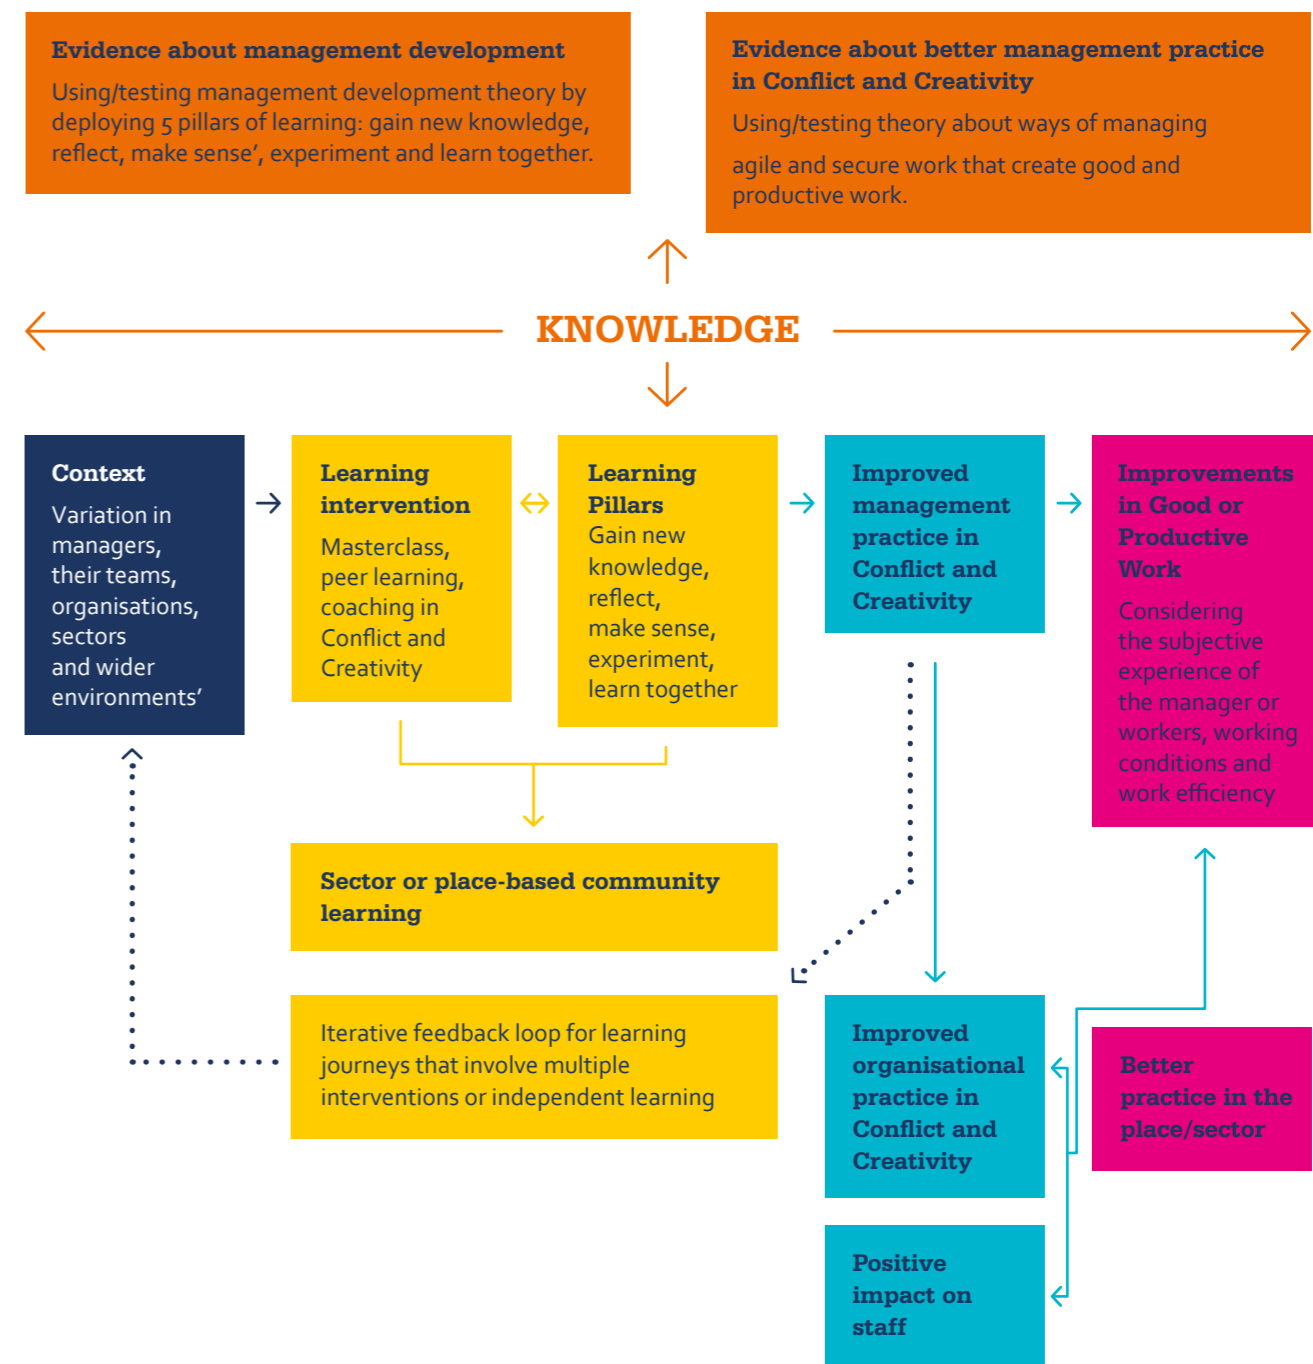 Evidence about management development
Using/testing management development theory by
deploying 5 pillars of learning: gain new knowledge,
reflect, make sense’, experiment and learn together.
Evidence about better management practice
in Conflict and Creativity
Using/testing theory about ways of managing
agile and secure work that create good and
productive work.
KNOWLEDGE
Context
Variation in
managers,
their teams,
organisations,
sectors
and wider
environments’
Learning
intervention
Masterclass,
peer learning,
coaching in
Conflict and
Creativity
Learning
Pillars
Gain new
knowledge,
reflect,
make sense,
experiment,
learn together
Improved
management
practice in
Conflict and
Creativity
Improvements
in Good or
Productive
Work
Considering
the subjective
experience of
the manager or
workers, working
conditions and
work efficiency
Sector or place-based community
learning
Iterative feedback loop for learning
journeys that involve multiple
interventions or independent learning
Improved
organisational
practice in
Conflict and
Creativity
Better
practice in the
place/sector
Positive
impact on
staff